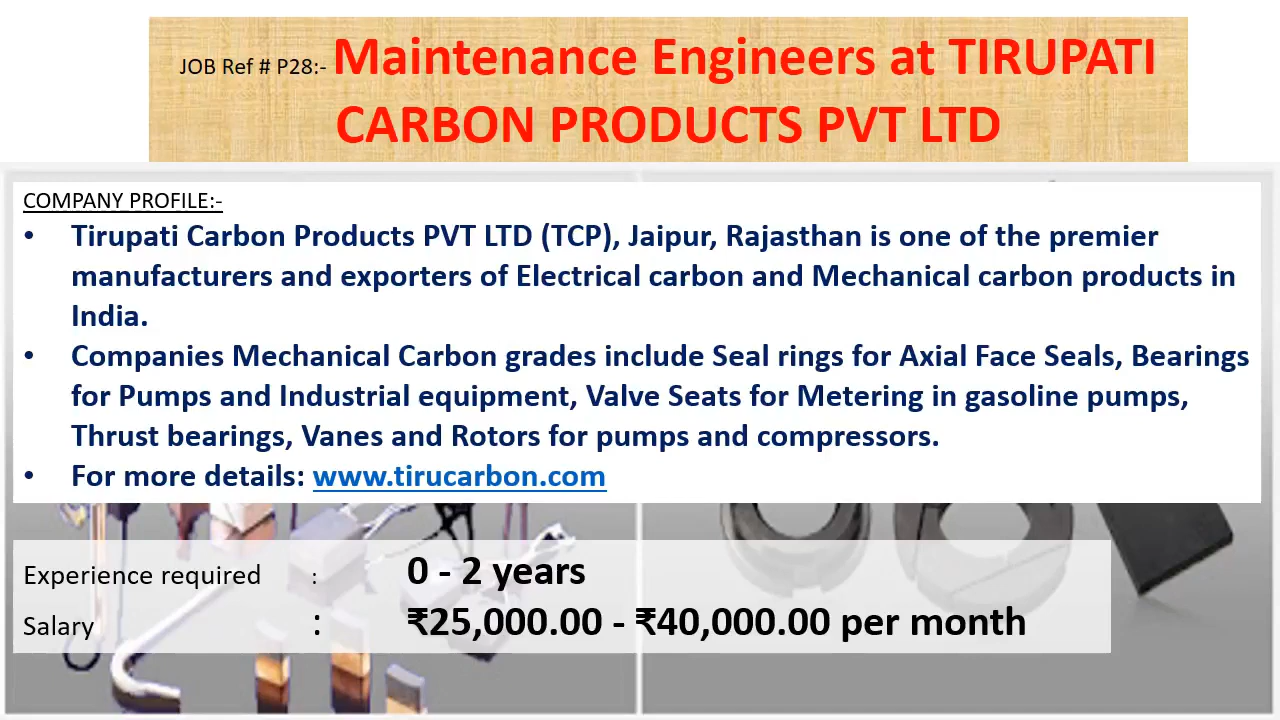 JOB Ref # P28:- Maintenance Engineers at TIRUPATI
CARBON PRODUCTS PVT LTD
COMPANY PROFILE:-
• Tirupati Carbon Products PVT LTD (TCP), Jaipur, Rajasthan is one of the premier
manufacturers and exporters of Electrical carbon and Mechanical carbon products in
India.
• Companies Mechanical Carbon grades include Seal rings for Axial Face Seals, Bearings
for Pumps and Industrial equipment, Valve Seats for Metering in gasoline pumps,
Thrust bearings, Vanes and Rotors for pumps and compressors.
• For more details: www.tirucarbon.com
Experience required : 0 - 2 years
Salary : ₹25,000.00 - ₹40,000.00 per month